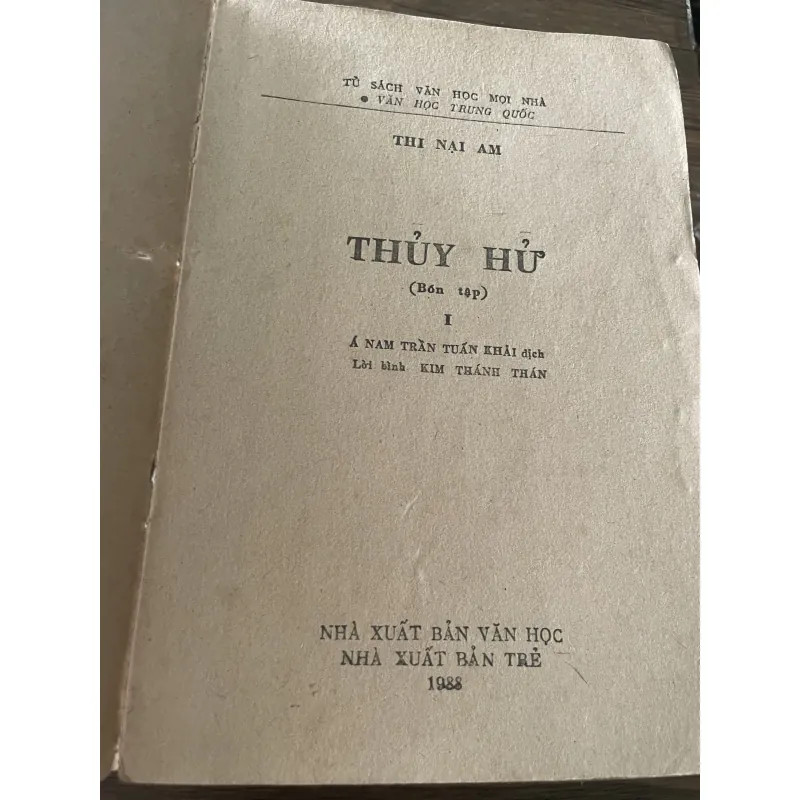 TỦ SÁCH VĂN HỌC MỌI NHÀ
● VĂN HỌC TRUNG QUỐC
THI NẠI AM
THỦY HỬ
(Bốn tập)
I
Á NAM TRẦN TUẤN KHẢI dịch
Lời bình KIM THÁNH THÁN
NHÀ XUẤT BẢN VĂN HỌC
NHÀ XUẤT BẢN TRẺ
1988